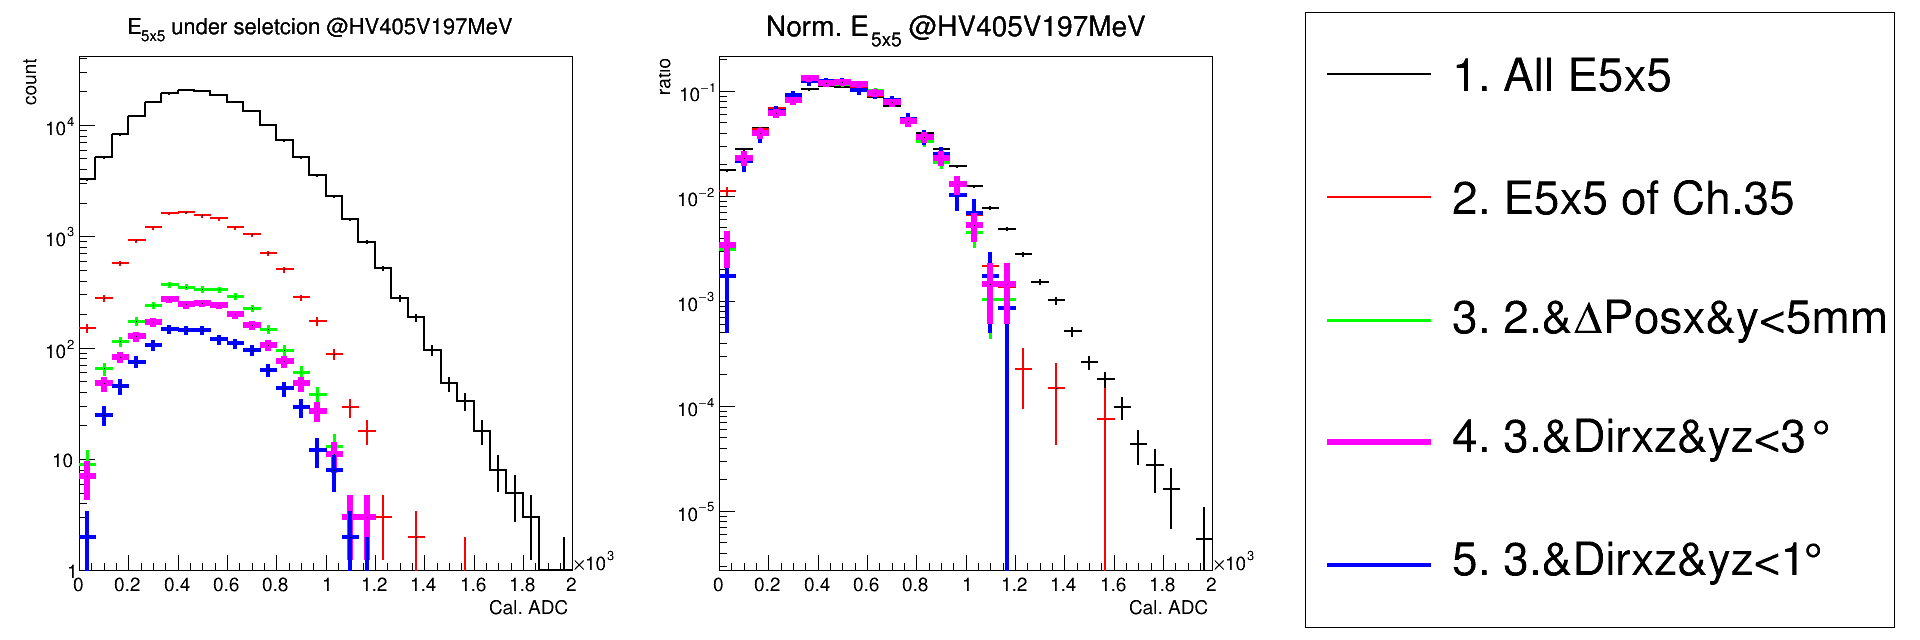 E5x5 under seletcion @HV405V197MeV
count
10^4
10^3
10^2
10
1
0 0.2 0.4 0.6 0.8 1 1.2 1.4 1.6 1.8 2
×10^3
Cal. ADC
Norm. E5x5 @HV405V197MeV
ratio
10^−1
10^−2
10^−3
10^−4
10^−5
0 0.2 0.4 0.6 0.8 1 1.2 1.4 1.6 1.8 2
×10^3
Cal. ADC
1. All E5x5
2. E5x5 of Ch.35
3. 2.&ΔPosx&y<5mm
4. 3.&Dirxz&yz<3°
5. 3.&Dirxz&yz<1°